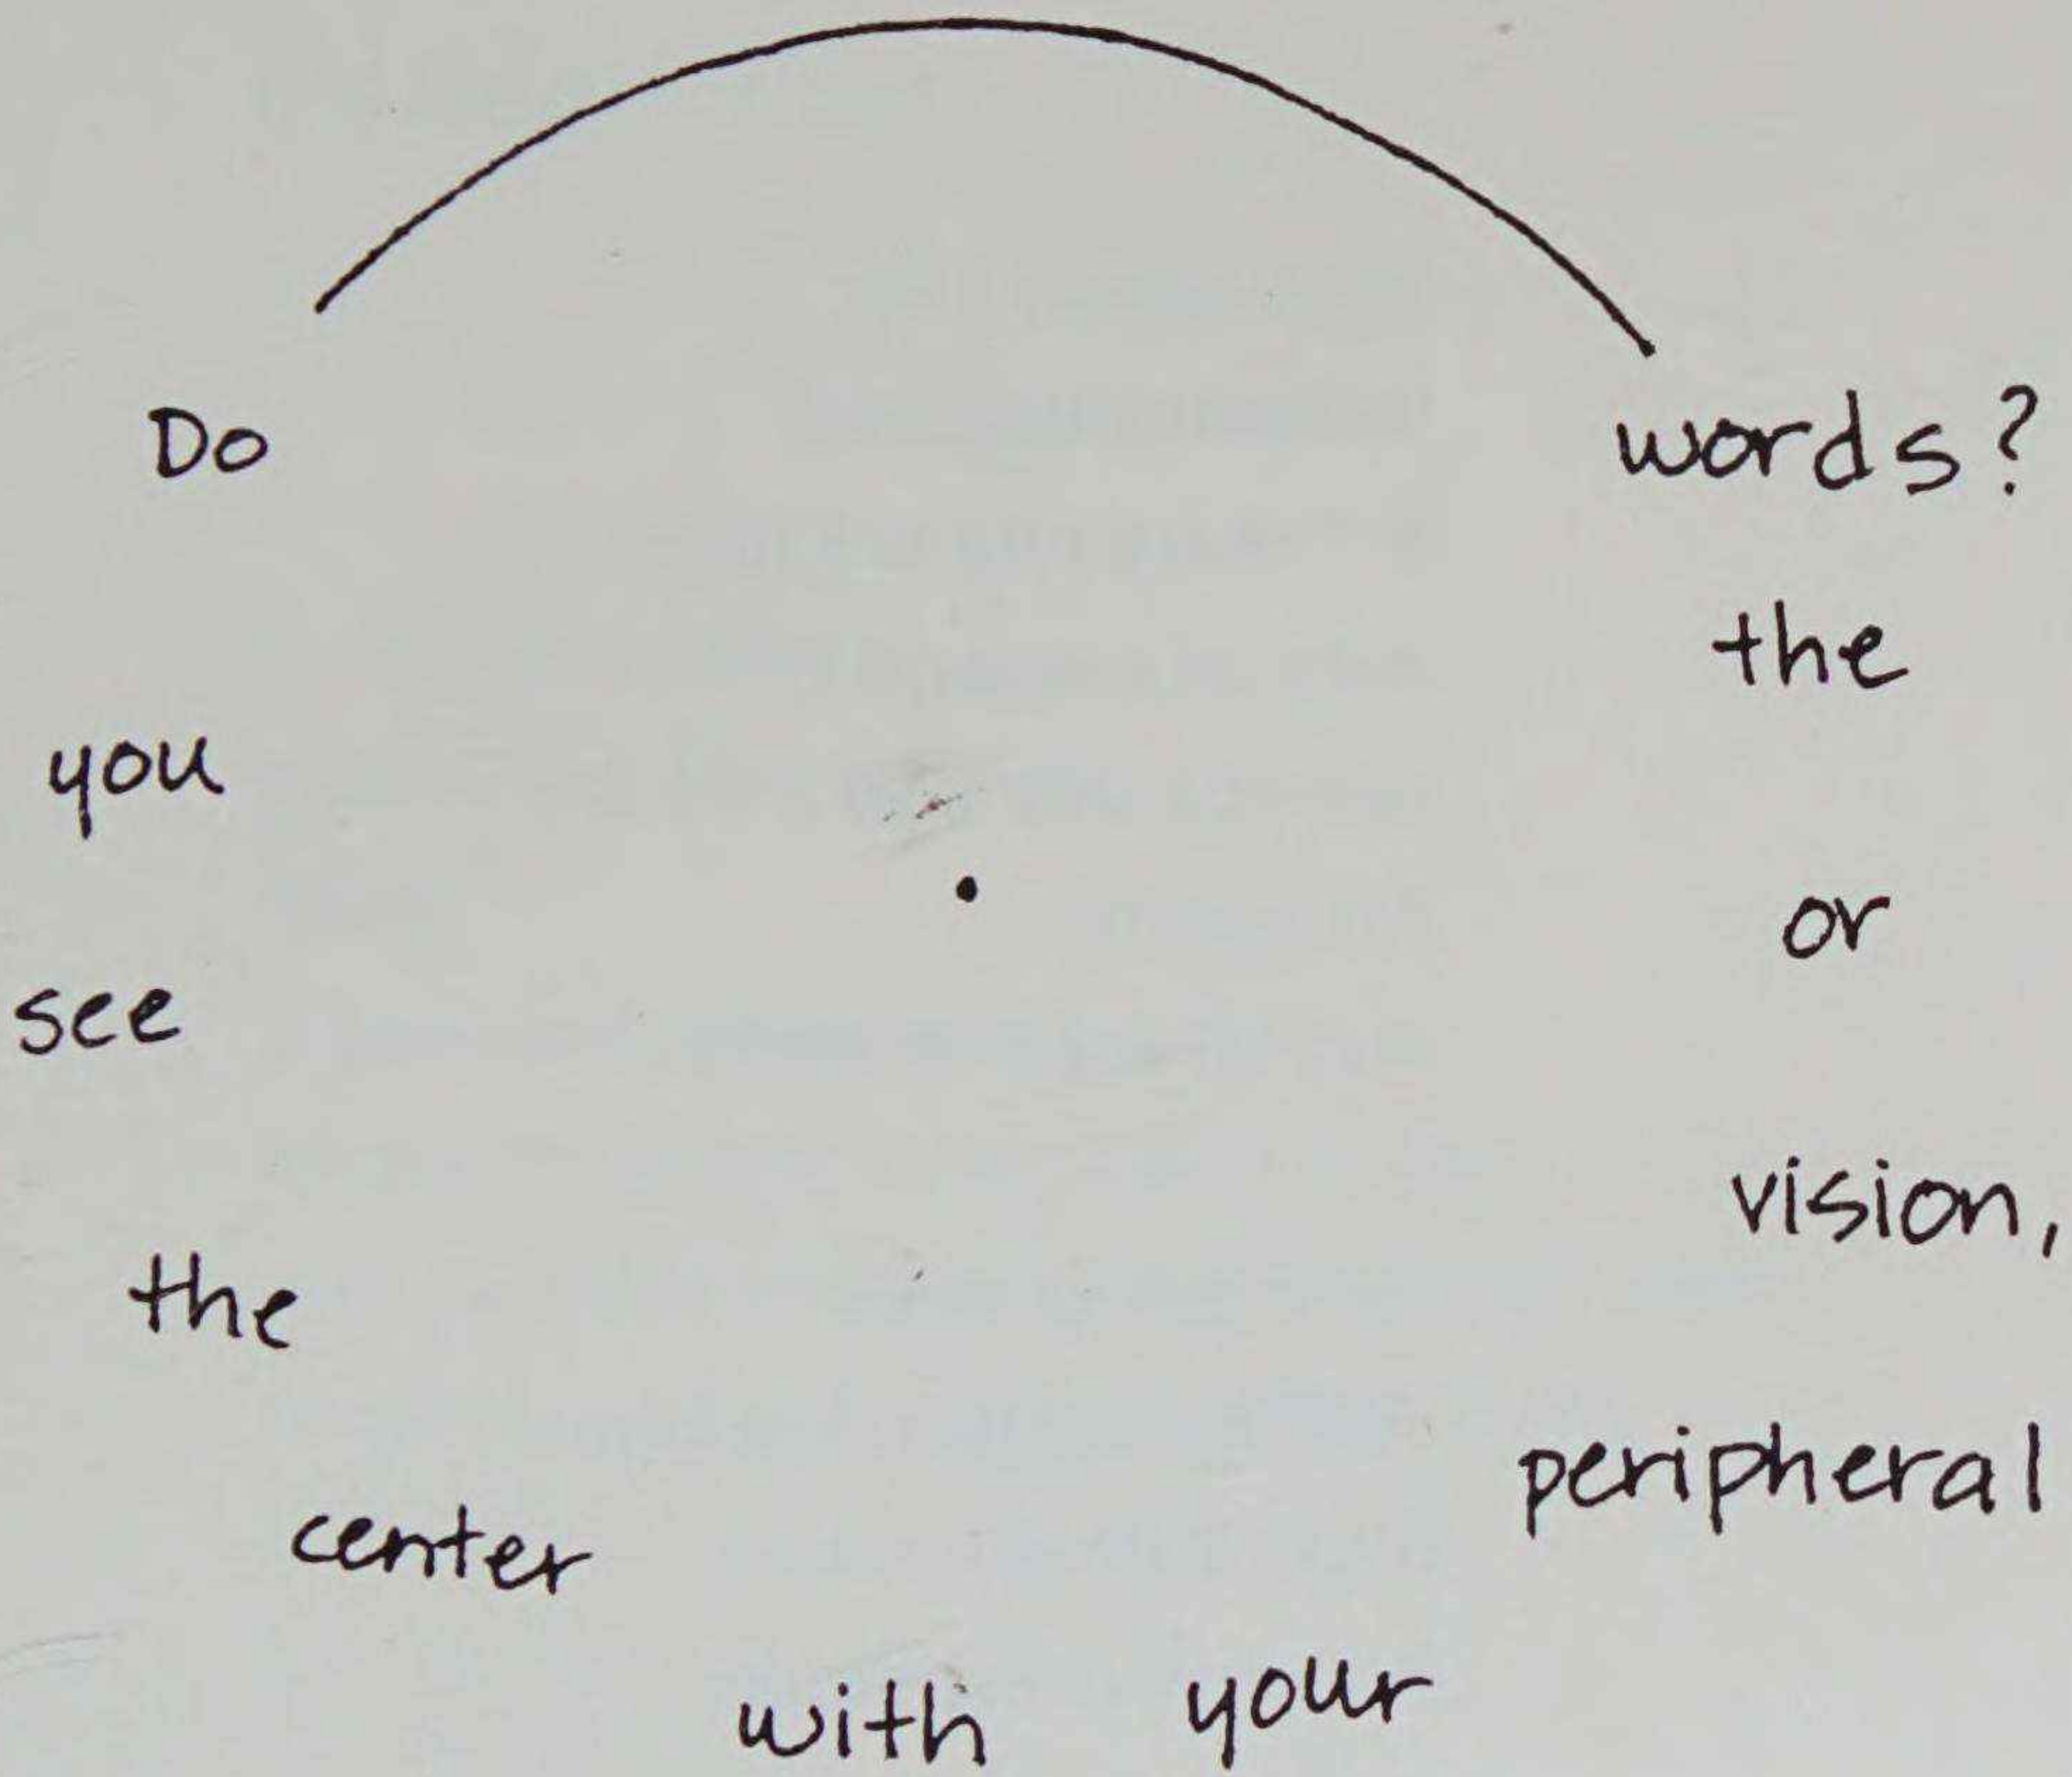 Do
you
see
the
center
with your
peripheral
vision,
or
the
words?